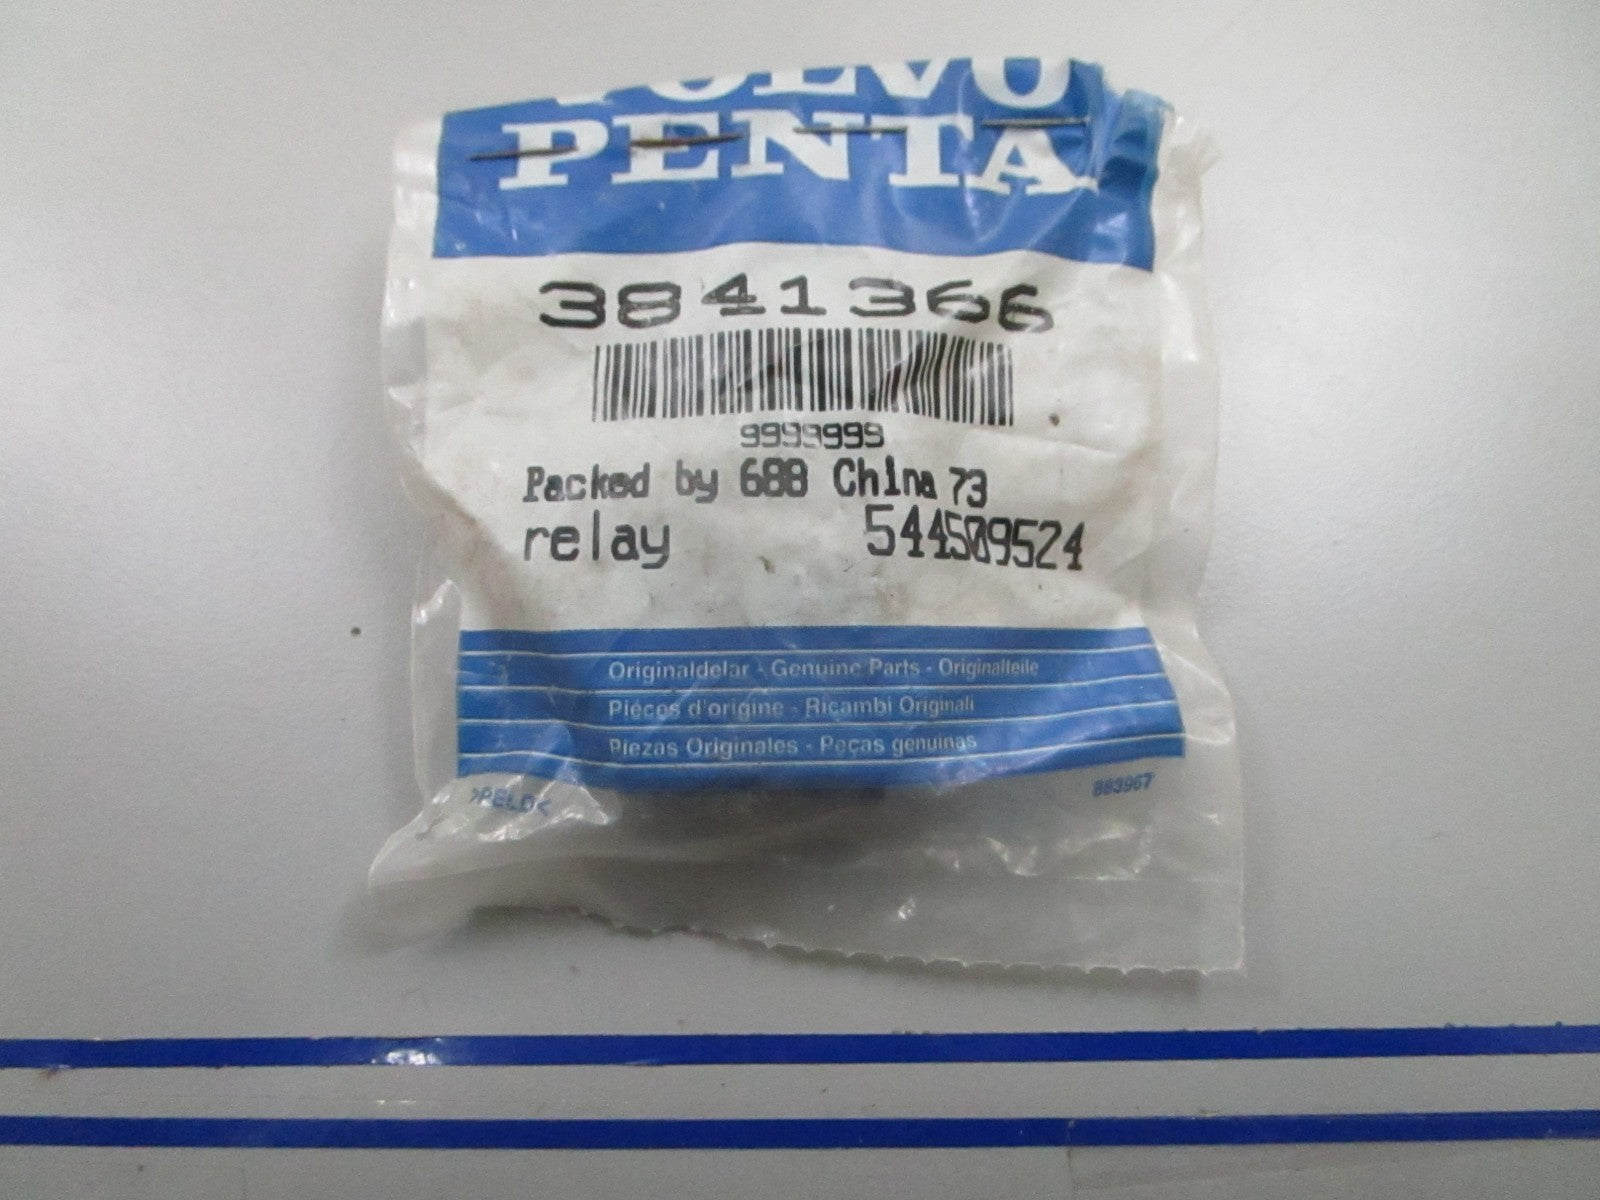 VOLVO
PENTA
3841366
9999999
Packed by 688 China 73
relay 544509524
Originaldelar - Genuine Parts - Originalteile
Pièces d'origine - Ricambi Originali
Piezas Originales - Peças genuinas
>PELD<
883967